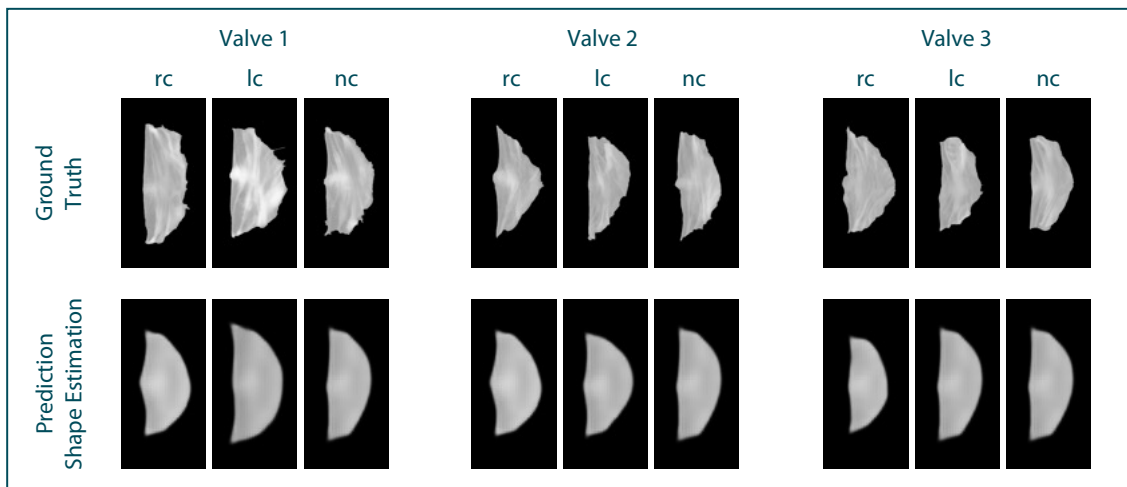 Valve 1 Valve 2 Valve 3
rc lc nc rc lc nc rc lc nc
Ground
Truth
Prediction
Shape Estimation